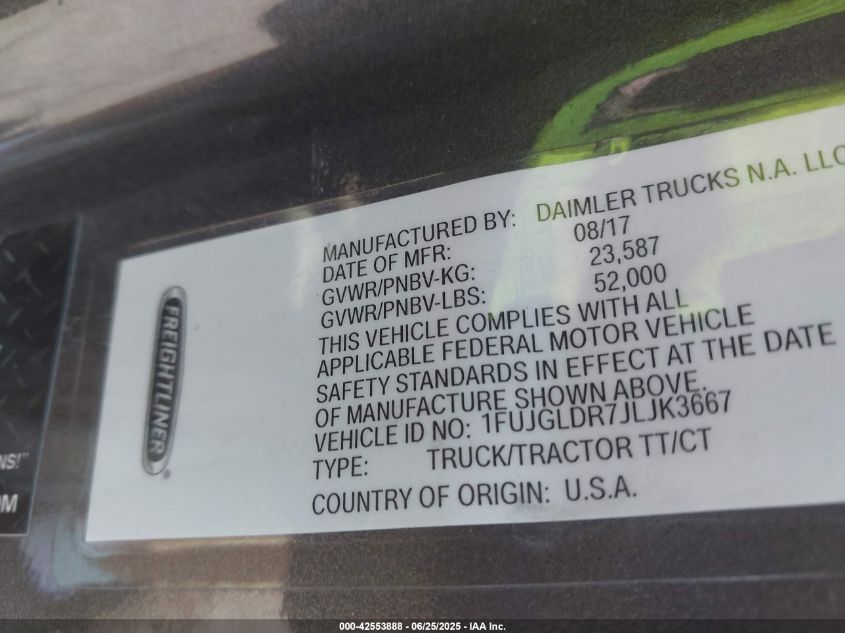 MANUFACTURED BY: DAIMLER TRUCKS N.A. LLC
DATE OF MFR: 08/17
GVWR/PNBV-KG: 23,587
GVWR/PNBV-LBS: 52,000
THIS VEHICLE COMPLIES WITH ALL
APPLICABLE FEDERAL MOTOR VEHICLE
SAFETY STANDARDS IN EFFECT AT THE DATE
OF MANUFACTURE SHOWN ABOVE.
VEHICLE ID NO: 1FUJGLDR7JLJK3667
TYPE: TRUCK/TRACTOR TT/CT
COUNTRY OF ORIGIN: U.S.A.
FREIGHTLINER®
NS!"
OM
000-42553888 - 06/25/2025 - IAA Inc.